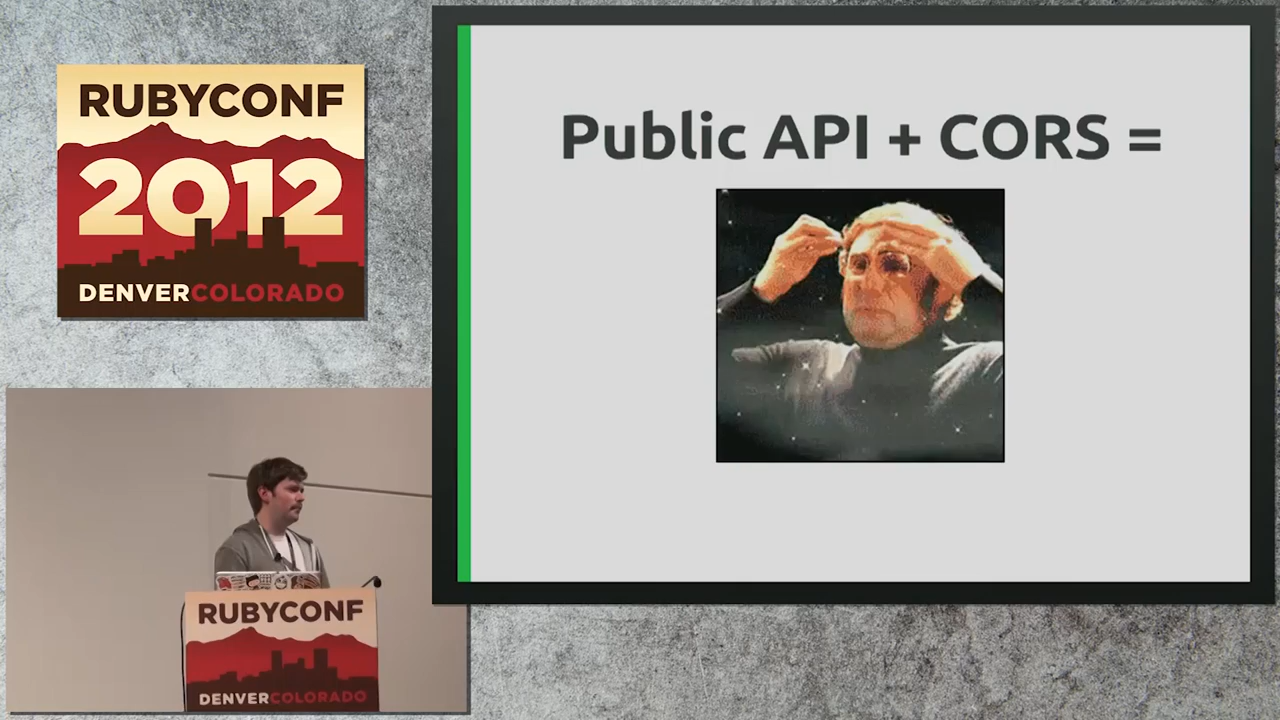 RUBYCONF
2012
DENVERCOLORADO
Public API + CORS =
RUBYCONF
DENVERCOLORADO